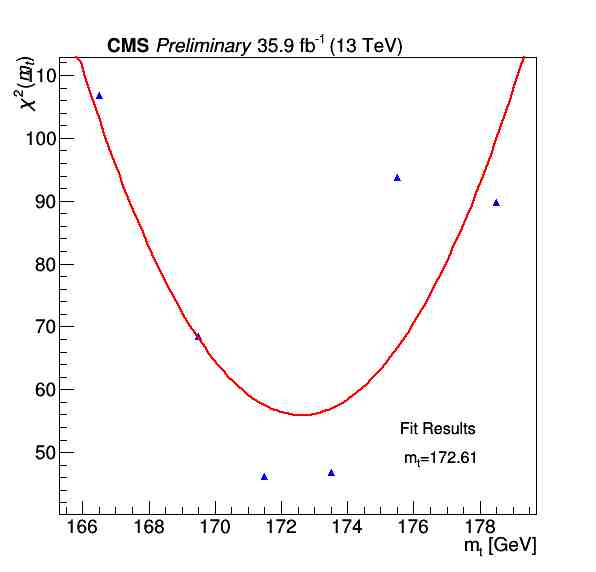 CMS Preliminary 35.9 fb⁻¹ (13 TeV)
χ²(mₜ)
110
100
90
80
70
60
50
Fit Results
mₜ=172.61
166 168 170 172 174 176 178
mₜ [GeV]